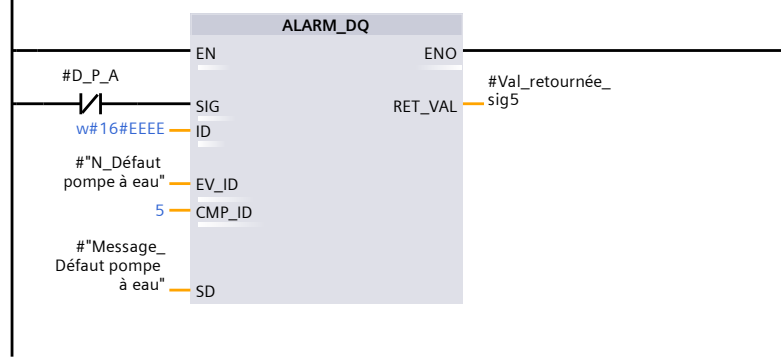 ALARM_DQ
EN
ENO
#D_P_A
SIG
#Val_retournée_
sig5
RET_VAL
w#16#EEEE
ID
#"N_Défaut
pompe à eau"
EV_ID
5
CMP_ID
#"Message_
Défaut pompe
à eau"
SD